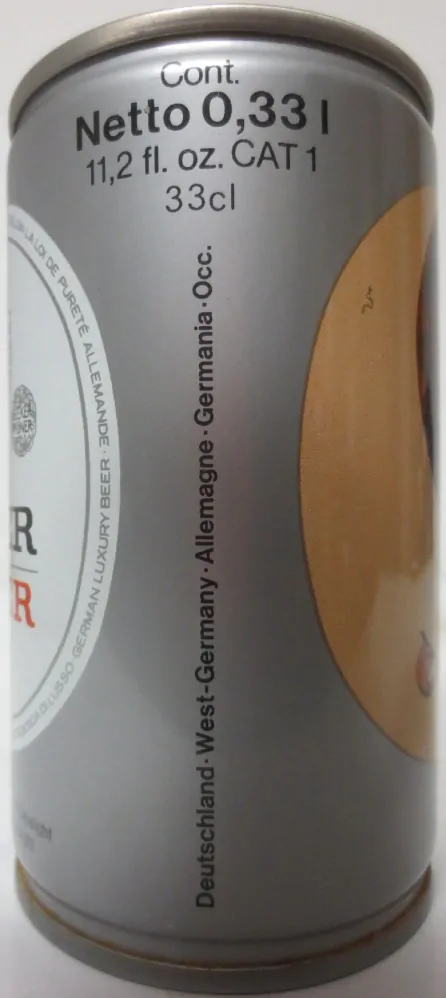 Cont.
Netto 0,33 l
11,2 fl. oz. CAT 1
33cl
Deutschland·West-Germany·Allemagne·Germania·Occ.
LA LOI DE PURETÉ ALLEMANDE·
GERMAN LUXURY BEER·